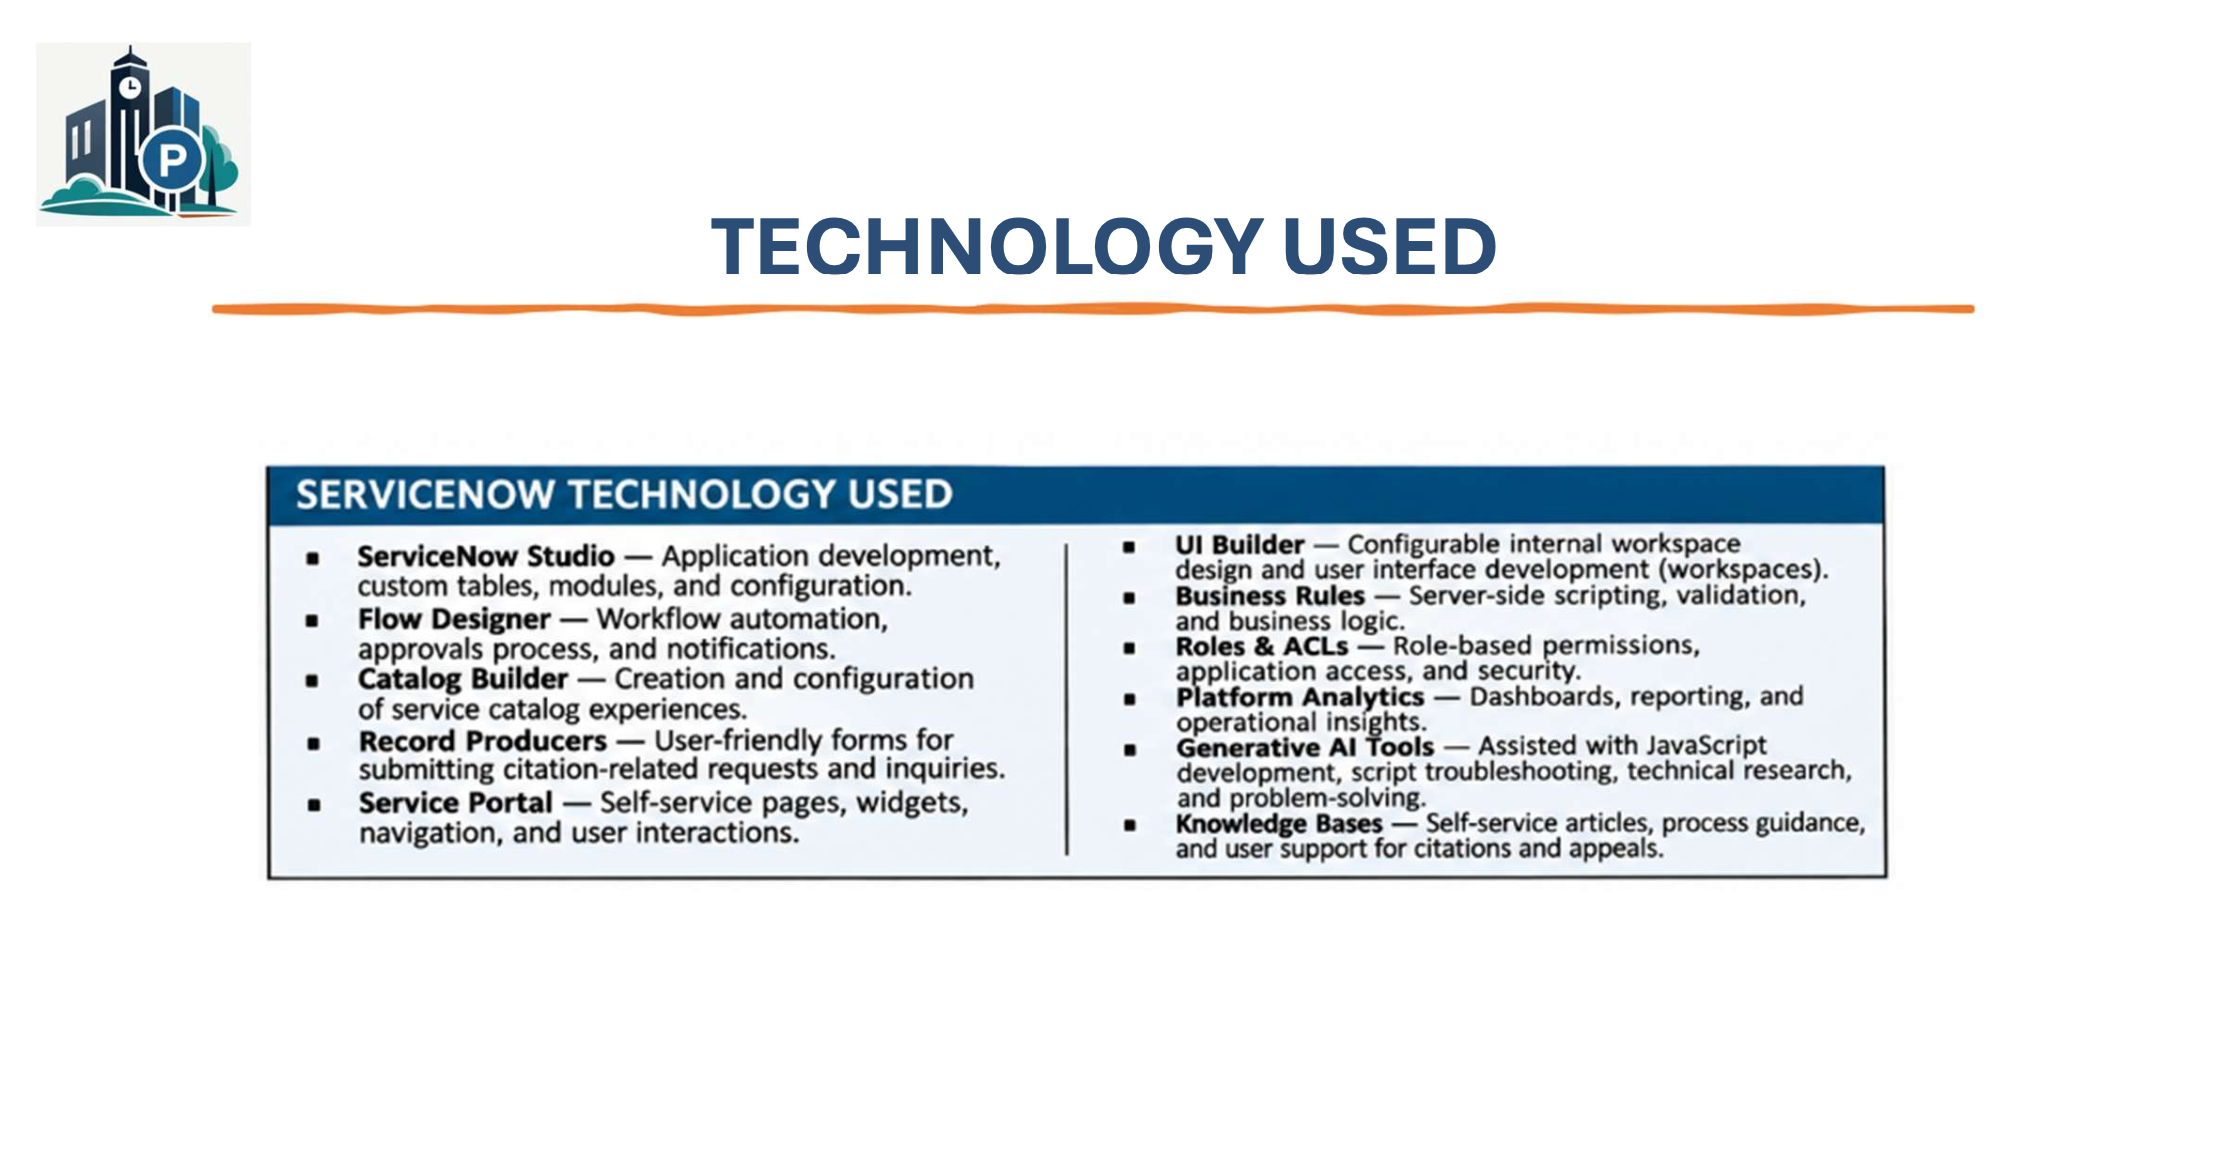 P
TECHNOLOGY USED
SERVICENOW TECHNOLOGY USED
▪ ServiceNow Studio — Application development,
custom tables, modules, and configuration.
▪ Flow Designer — Workflow automation,
approvals process, and notifications.
▪ Catalog Builder — Creation and configuration
of service catalog experiences.
▪ Record Producers — User-friendly forms for
submitting citation-related requests and inquiries.
▪ Service Portal — Self-service pages, widgets,
navigation, and user interactions.
▪ UI Builder — Configurable internal workspace
design and user interface development (workspaces).
▪ Business Rules — Server-side scripting, validation,
and business logic.
▪ Roles & ACLs — Role-based permissions,
application access, and security.
▪ Platform Analytics — Dashboards, reporting, and
operational insights.
▪ Generative AI Tools — Assisted with JavaScript
development, script troubleshooting, technical research,
and problem-solving.
▪ Knowledge Bases — Self-service articles, process guidance,
and user support for citations and appeals.